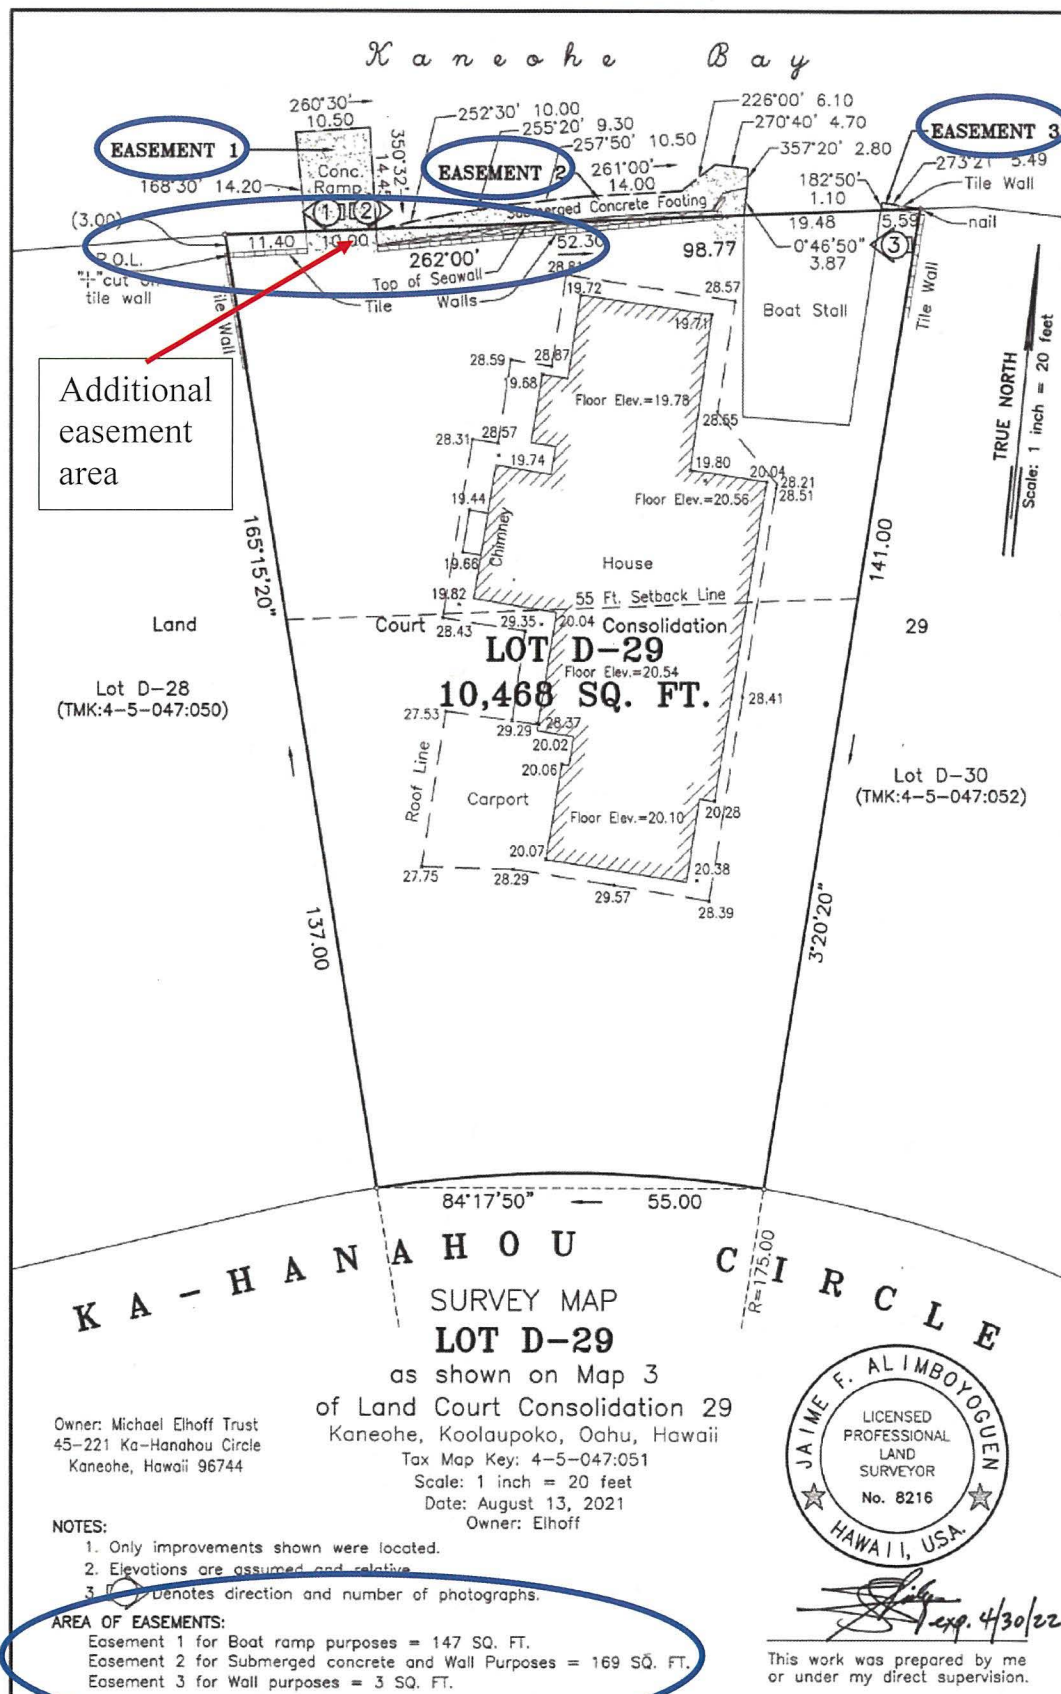 Kaneohe Bay
260°30'
10.50
252°30' 10.00
255°20' 9.30
257°50' 10.50
226°00' 6.10
270°40' 4.70
357°20' 2.80
EASEMENT 1
EASEMENT 2
EASEMENT 3
350°32'
14.45
Conc.
Ramp
261°00'
14.00
168°30' 14.20
182°50'
1.10
273°21' 5.49
Tile Wall
Submerged Concrete Footing
1
2
(3.00)
11.40
10.00
52.30
98.77
19.48
5.59
nail
0°46'50"
3.87
3
P.O.L.
"+"cut on
tile wall
262°00'
Top of Seawall
Tile Walls
Tile Wall
Tile Wall
28.81
19.72
28.57
19.71
Boat Stall
TRUE NORTH
Scale: 1 inch = 20 feet
Additional
easement
area
28.59
28.87
19.68
Floor Elev.=19.78
28.55
28.31
28.57
19.74
19.80
20.04
28.21
28.51
Floor Elev.=20.56
19.44
Chimney
19.66
House
165°15'20"
141.00
19.82
55 Ft. Setback Line
28.43
29.35
20.04
Land Court Consolidation 29
LOT D-29
Floor Elev.=20.54
10,468 SQ. FT.
Lot D-28
(TMK:4-5-047:050)
28.41
27.53
29.29
28.37
20.02
20.06
Roof Line
Carport
Lot D-30
(TMK:4-5-047:052)
Floor Elev.=20.10
20.28
20.07
20.38
27.75
28.29
29.57
28.39
137.00
3°20'20"
84°17'50"
55.00
R=175.00
KA-HANAHOU CIRCLE
SURVEY MAP
LOT D-29
as shown on Map 3
of Land Court Consolidation 29
Kaneohe, Koolaupoko, Oahu, Hawaii
Tax Map Key: 4-5-047:051
Scale: 1 inch = 20 feet
Date: August 13, 2021
Owner: Elhoff
Owner: Michael Elhoff Trust
45-221 Ka-Hanahou Circle
Kaneohe, Hawaii 96744
JAIME F. ALIMBOYOGUEN
LICENSED
PROFESSIONAL
LAND
SURVEYOR
No. 8216
HAWAII, U.S.A.
exp. 4/30/22
This work was prepared by me
or under my direct supervision.
NOTES:
1. Only improvements shown were located.
2. Elevations are assumed and relative
3. Denotes direction and number of photographs.
AREA OF EASEMENTS:
Easement 1 for Boat ramp purposes = 147 SQ. FT.
Easement 2 for Submerged concrete and Wall Purposes = 169 SQ. FT.
Easement 3 for Wall purposes = 3 SQ. FT.